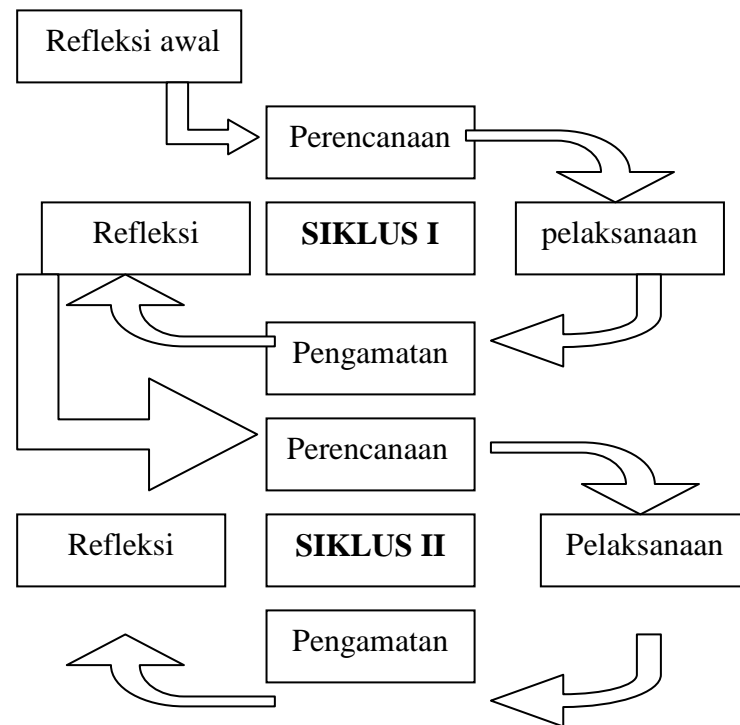 Refleksi awal
Perencanaan
Refleksi
SIKLUS I
pelaksanaan
Pengamatan
Perencanaan
Refleksi
SIKLUS II
Pelaksanaan
Pengamatan